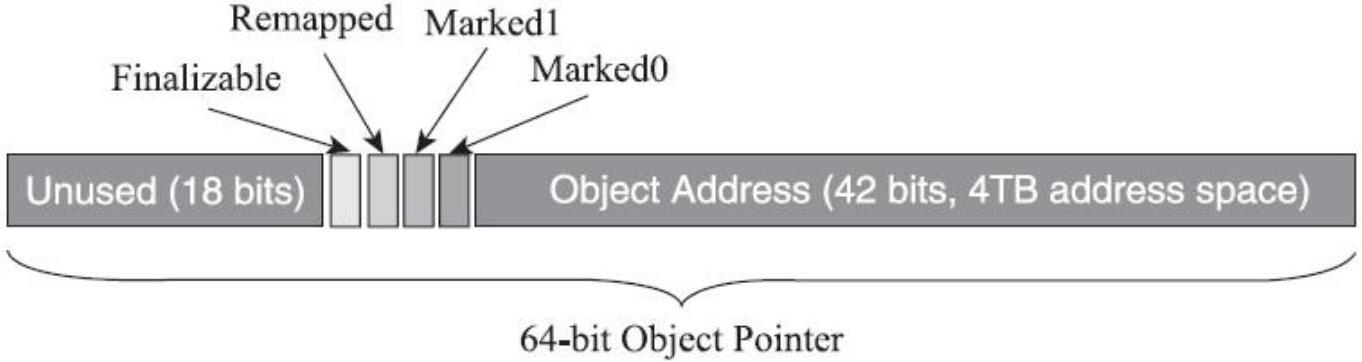 Remapped Marked1
Finalizable Marked0
Unused (18 bits) Object Address (42 bits, 4TB address space)
64-bit Object Pointer